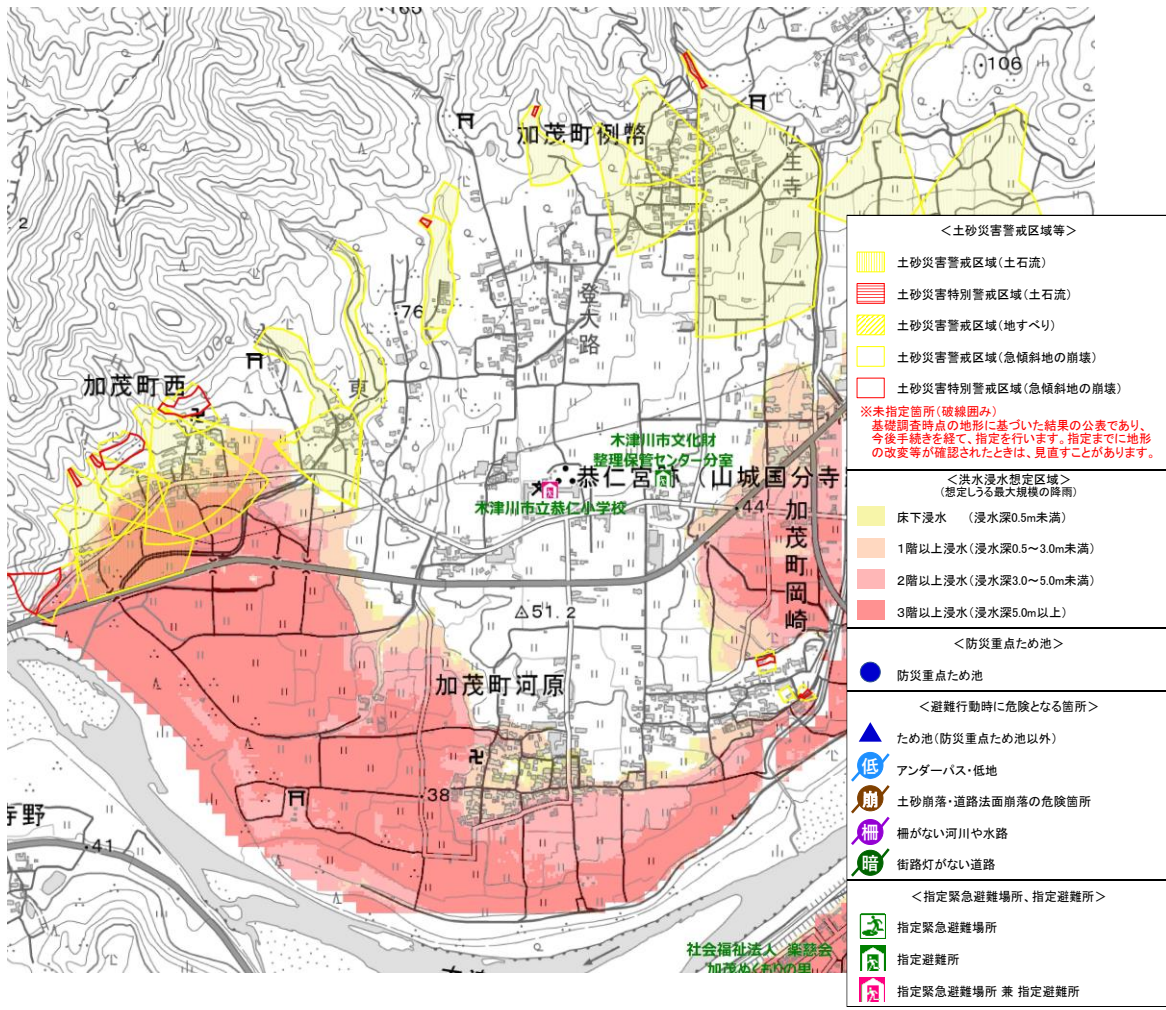 ・106
加茂町例幣
仏生寺
登大路
・76
加茂町西
東
木津川市文化財
整理保管センター分室
恭仁宮跡（山城国分寺
木津川市立恭仁小学校
・44
加茂町岡崎
△51.2
加茂町河原
・38
・41
社会福祉法人 楽慈会
加茂ぬくもりの里
＜土砂災害警戒区域等＞
土砂災害警戒区域（土石流）
土砂災害特別警戒区域（土石流）
土砂災害警戒区域（地すべり）
土砂災害警戒区域（急傾斜地の崩壊）
土砂災害特別警戒区域（急傾斜地の崩壊）
※未指定箇所（破線囲み）
基礎調査時点の地形に基づいた結果の公表であり、
今後手続きを経て、指定を行います。指定までに地形
の改変等が確認されたときは、見直すことがあります。
＜洪水浸水想定区域＞
（想定しうる最大規模の降雨）
床下浸水　（浸水深0.5m未満）
1階以上浸水（浸水深0.5～3.0m未満）
2階以上浸水（浸水深3.0～5.0m未満）
3階以上浸水（浸水深5.0m以上）
＜防災重点ため池＞
防災重点ため池
＜避難行動時に危険となる箇所＞
ため池（防災重点ため池以外）
低 アンダーパス・低地
崩 土砂崩落・道路法面崩落の危険箇所
柵 柵がない河川や水路
暗 街路灯がない道路
＜指定緊急避難場所、指定避難所＞
指定緊急避難場所
指定避難所
指定緊急避難場所 兼 指定避難所